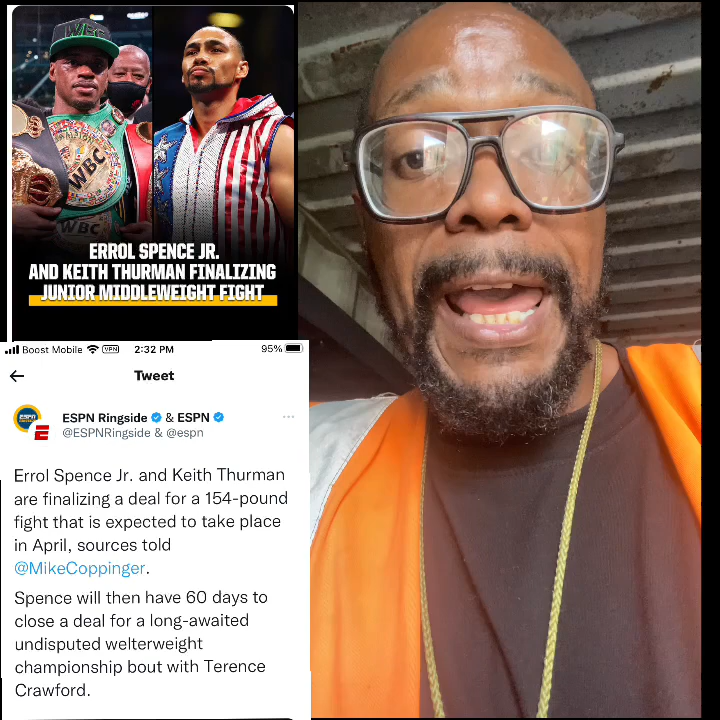 WBC
WBC
WBC
ERROL SPENCE JR.
AND KEITH THURMAN FINALIZING
JUNIOR MIDDLEWEIGHT FIGHT
Boost Mobile VPN 2:32 PM 95%
Tweet
ESPN Ringside & ESPN
@ESPNRingside & @espn
Errol Spence Jr. and Keith Thurman
are finalizing a deal for a 154-pound
fight that is expected to take place
in April, sources told
@MikeCoppinger.
Spence will then have 60 days to
close a deal for a long-awaited
undisputed welterweight
championship bout with Terence
Crawford.